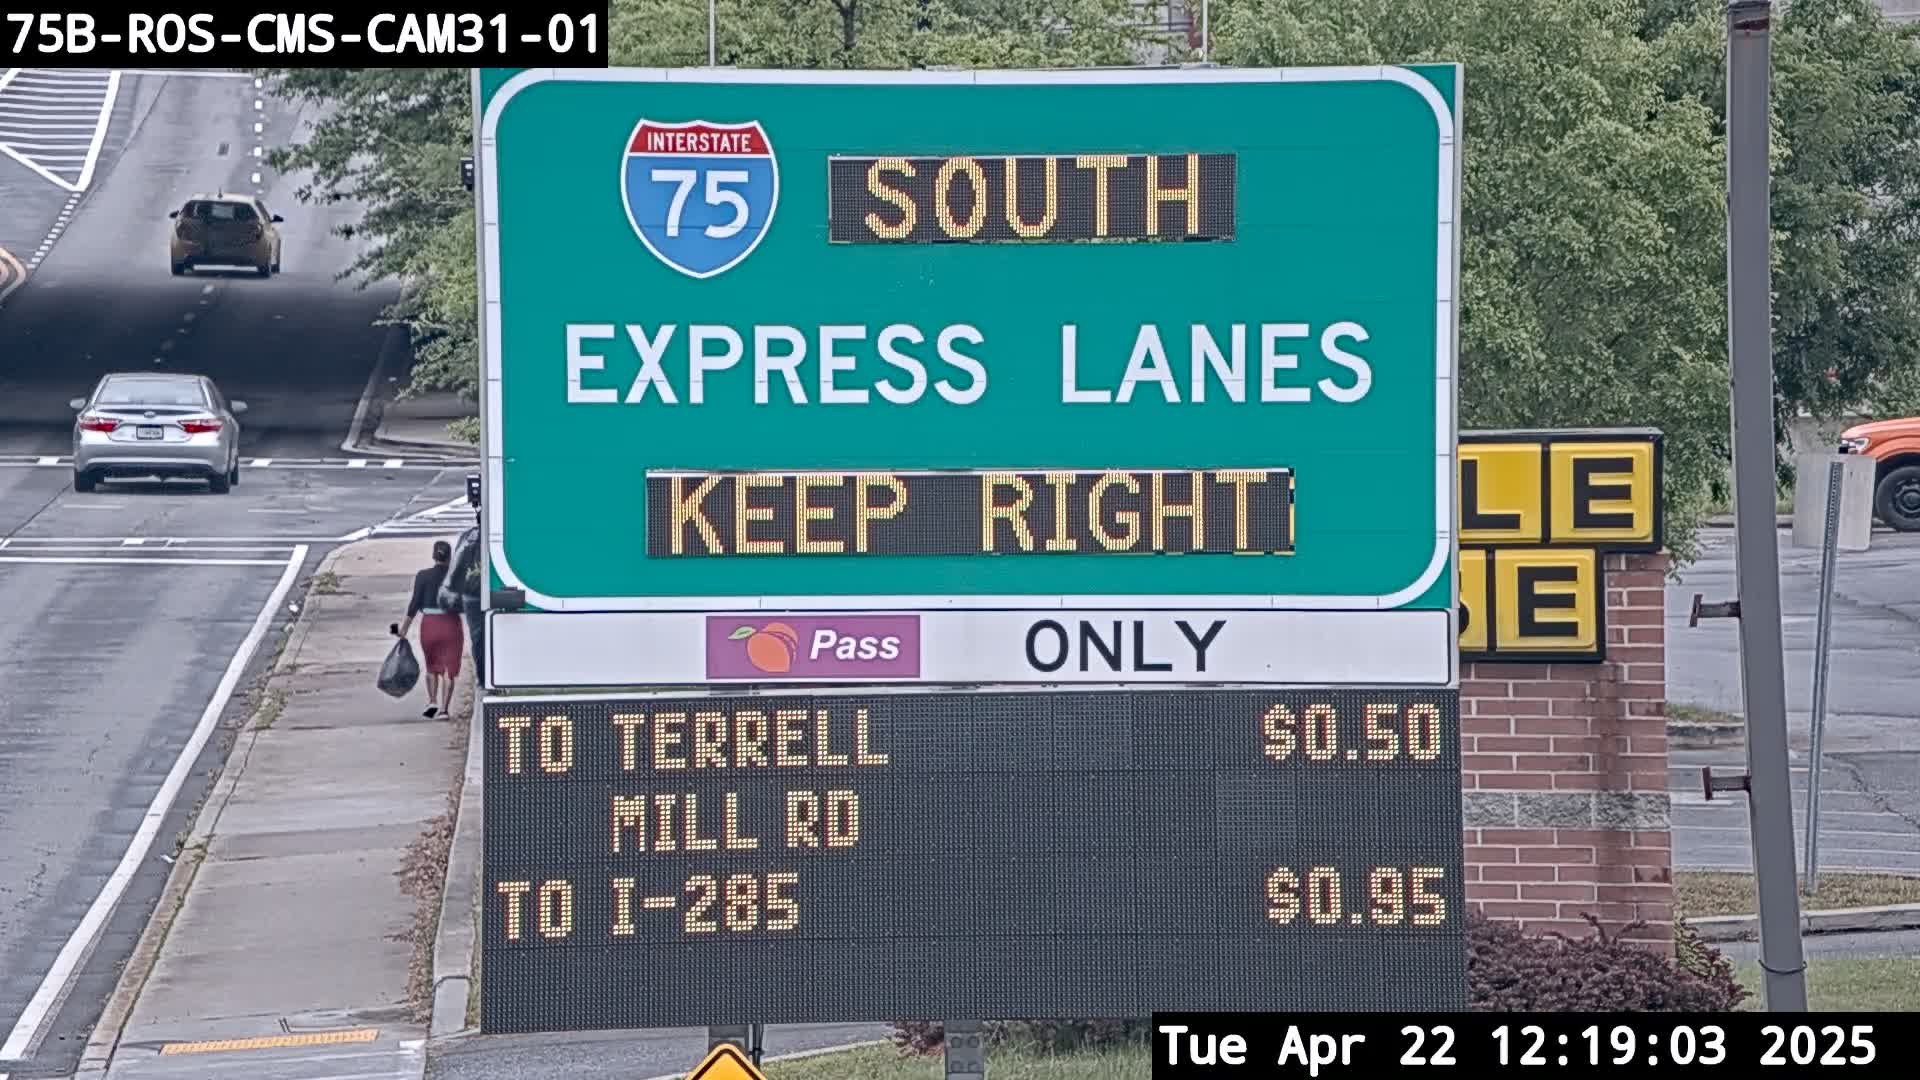 75B-ROS-CMS-CAM31-01
INTERSTATE
75
SOUTH
EXPRESS LANES
KEEP RIGHT
Pass ONLY
TO TERRELL $0.50
MILL RD
TO I-285 $0.95
LE
E
Tue Apr 22 12:19:03 2025